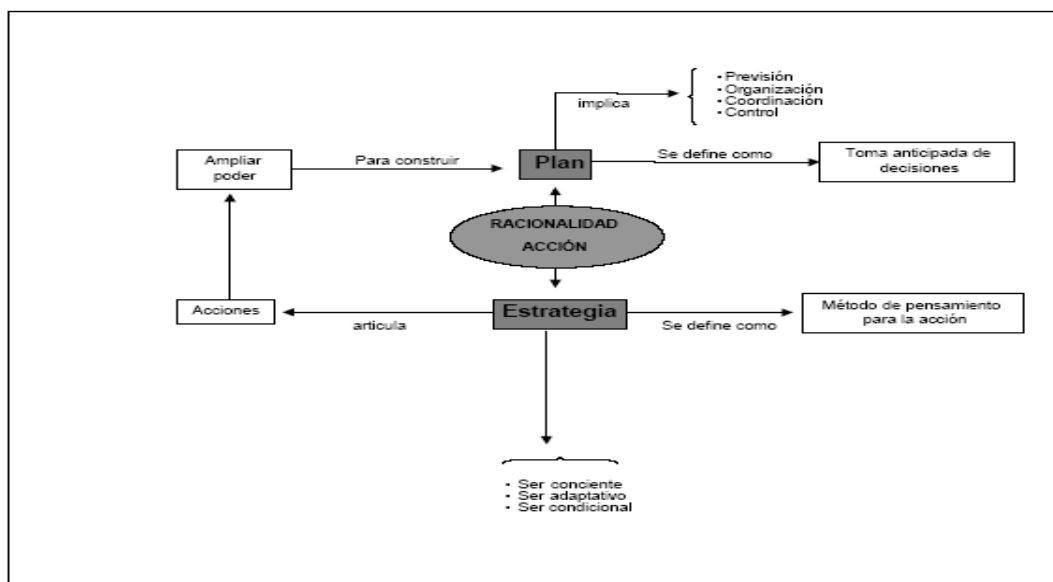 • Previsión
• Organización
• Coordinación
• Control
implica
Ampliar
poder
Para construir
Plan
Se define como
Toma anticipada de
decisiones
RACIONALIDAD
ACCIÓN
Acciones
articula
Estrategia
Se define como
Método de pensamiento
para la acción
• Ser conciente
• Ser adaptativo
• Ser condicional